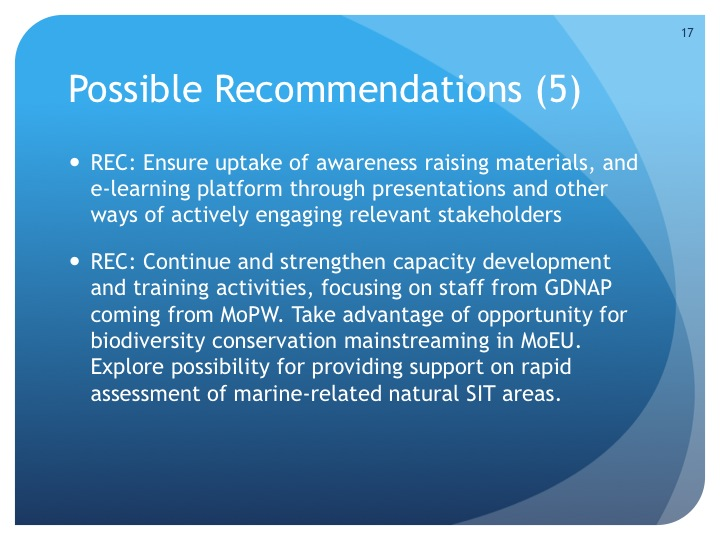 17
Possible Recommendations (5)
• REC: Ensure uptake of awareness raising materials, and
e-learning platform through presentations and other
ways of actively engaging relevant stakeholders
• REC: Continue and strengthen capacity development
and training activities, focusing on staff from GDNAP
coming from MoPW. Take advantage of opportunity for
biodiversity conservation mainstreaming in MoEU.
Explore possibility for providing support on rapid
assessment of marine-related natural SIT areas.